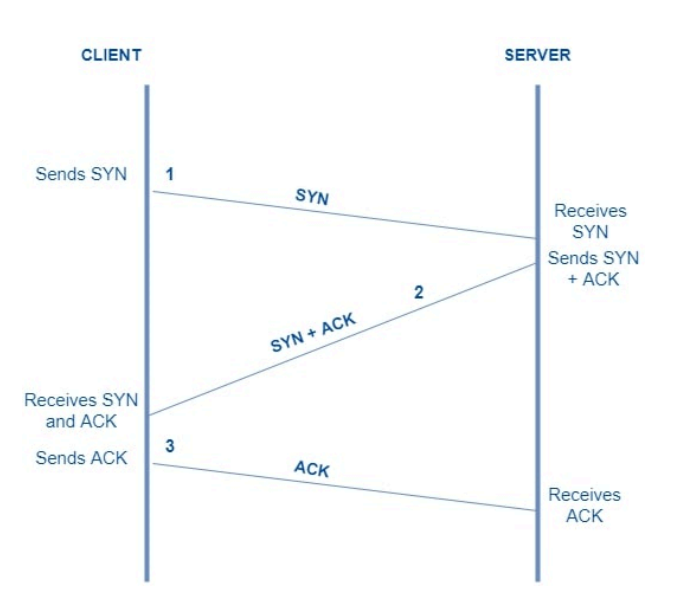 CLIENT
SERVER
Sends SYN
1
SYN
Receives
SYN
Sends SYN
+ ACK
2
SYN + ACK
Receives SYN
and ACK
3
Sends ACK
ACK
Receives
ACK